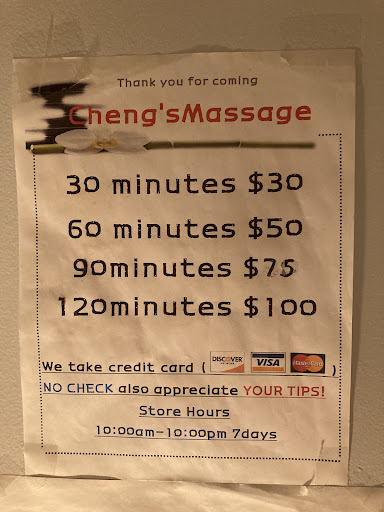 Thank you for coming
Cheng'sMassage
30 minutes $30
60 minutes $50
90minutes $75
120minutes $100
We take credit card ( DISCOVER VISA MasterCard )
NO CHECK also appreciate YOUR TIPS!
Store Hours
10:00am-10:00pm 7days